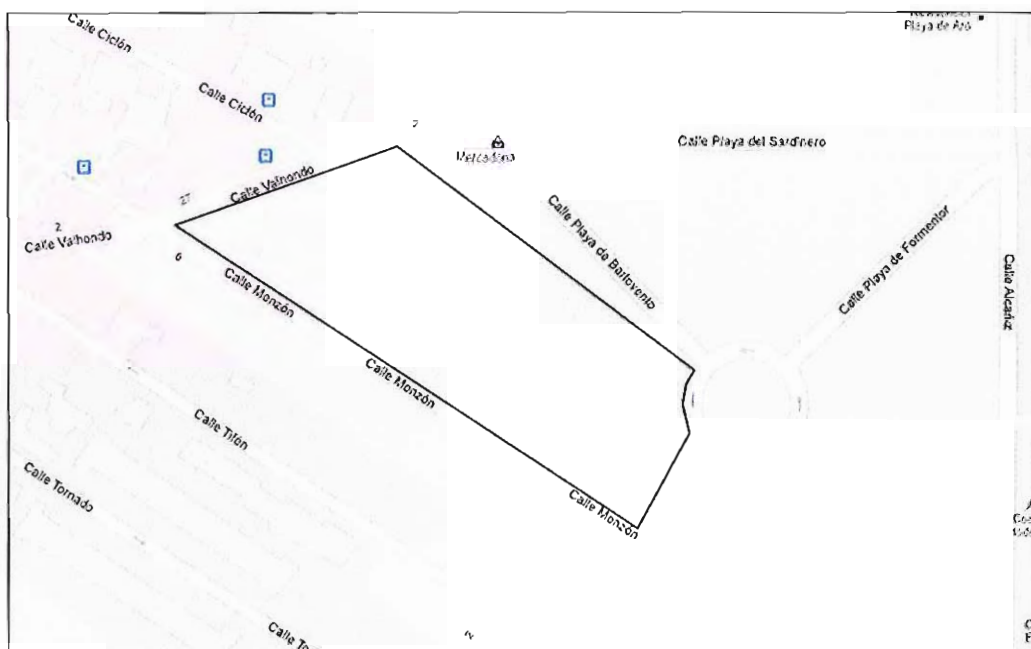 Calle Ciclón
Playa de Aro
Calle Ciclón
2
Mercadona
Calle Playa del Sardinero
Calle Valhondo
27
2
Calle Valhondo
6
Calle Playa de Barlovento
Calle Playa de Formentor
Calle Alcañiz
Calle Monzón
Calle Monzón
Calle Tifón
Calle Tornado
Calle Monzón